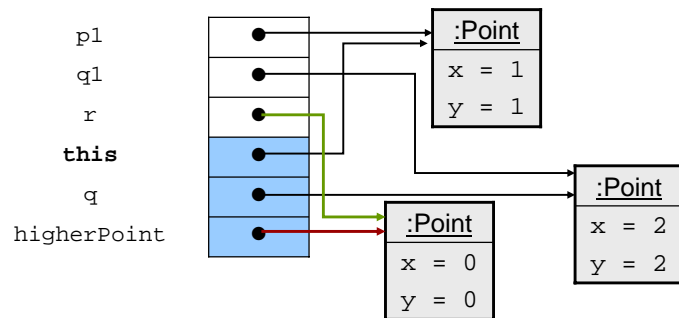 p1
q1
r
this
q
higherPoint
:Point
x = 1
y = 1
:Point
x = 2
y = 2
:Point
x = 0
y = 0